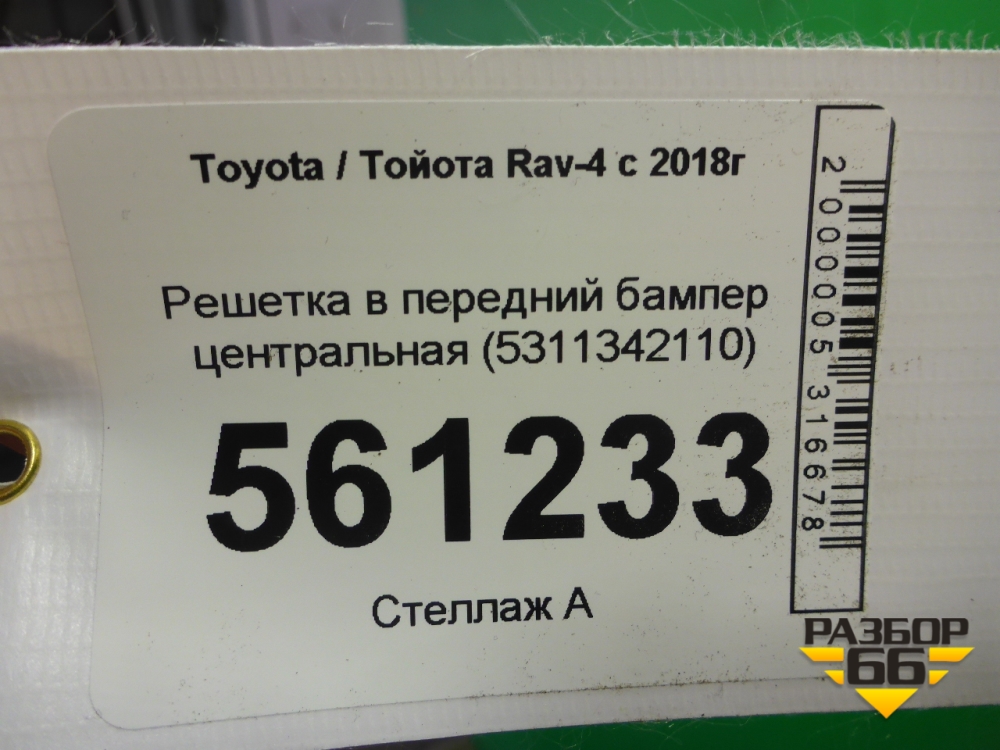 Toyota / Тойота Rav-4 с 2018г
Решетка в передний бампер
центральная (5311342110)
561233
Стеллаж А
2000005316678
РАЗБОР
66